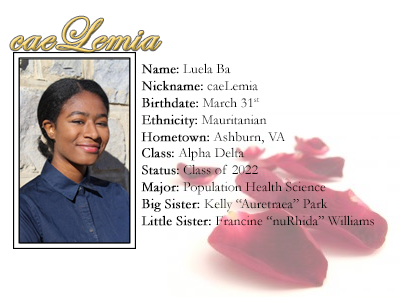 caeLemia
Name: Luela Ba
Nickname: caeLemia
Birthdate: March 31st
Ethnicity: Mauritanian
Hometown: Ashburn, VA
Class: Alpha Delta
Status: Class of 2022
Major: Population Health Science
Big Sister: Kelly “Auretraea” Park
Little Sister: Francine “nuRhida” Williams